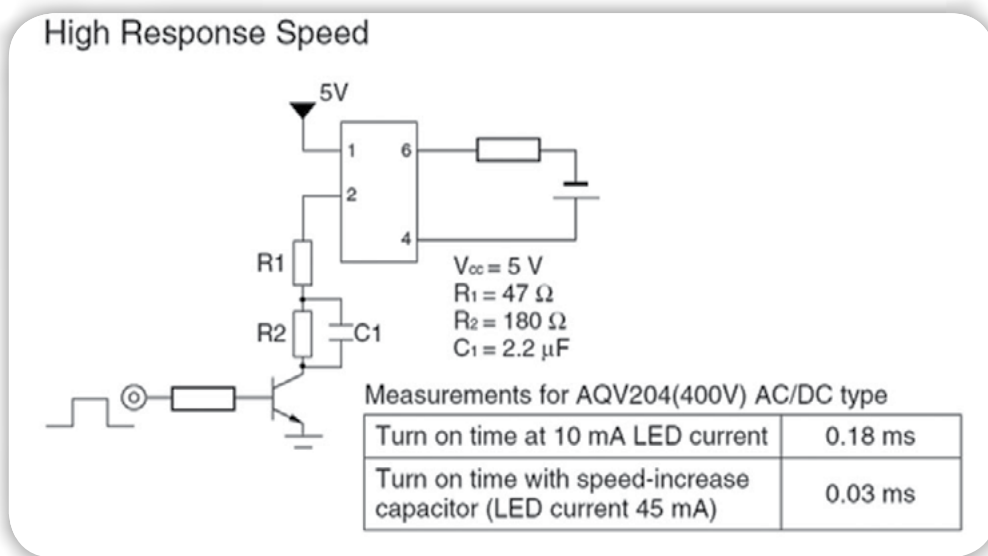 High Response Speed
5V
1
6
2
4
R1
R2
C1
Vcc = 5 V
R1 = 47 Ω
R2 = 180 Ω
C1 = 2.2 μF
Measurements for AQV204(400V) AC/DC type
Turn on time at 10 mA LED current 0.18 ms
Turn on time with speed-increase
capacitor (LED current 45 mA) 0.03 ms